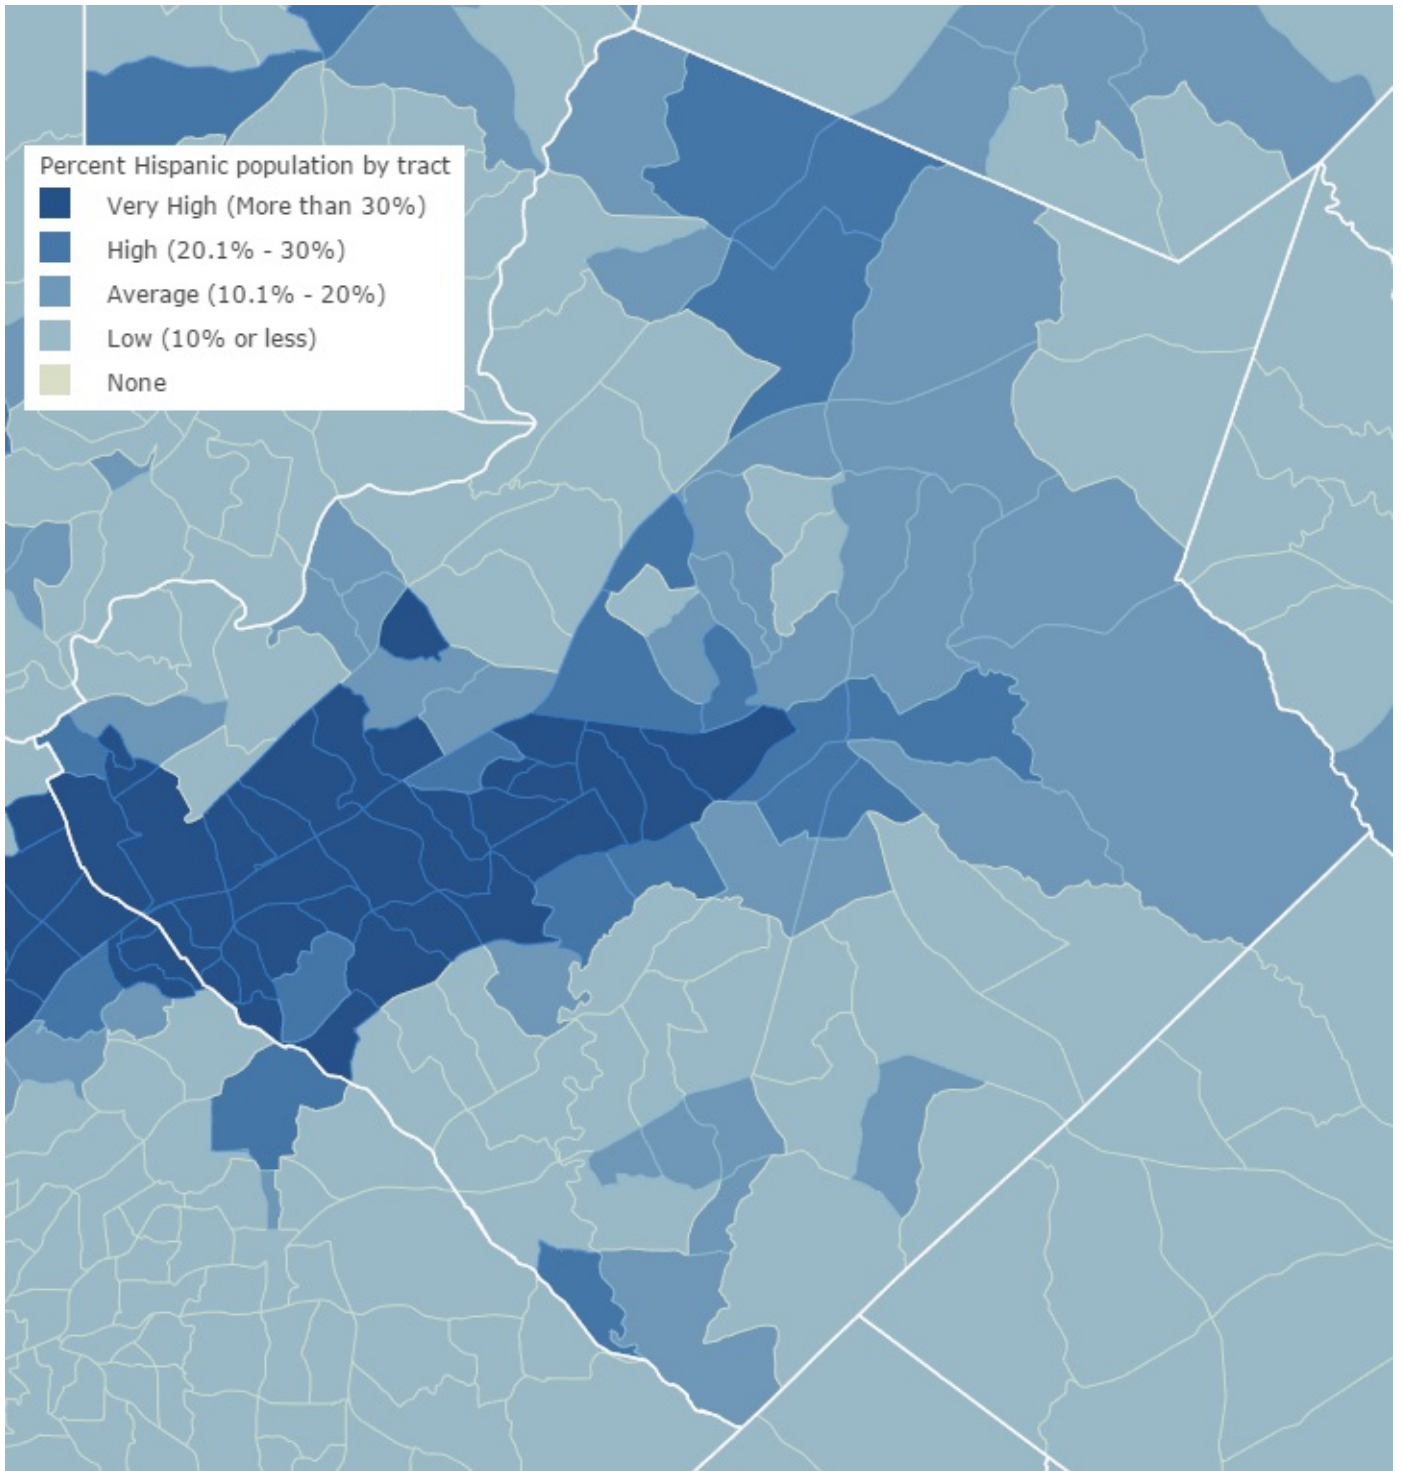 Percent Hispanic population by tract
Very High (More than 30%)
High (20.1% - 30%)
Average (10.1% - 20%)
Low (10% or less)
None